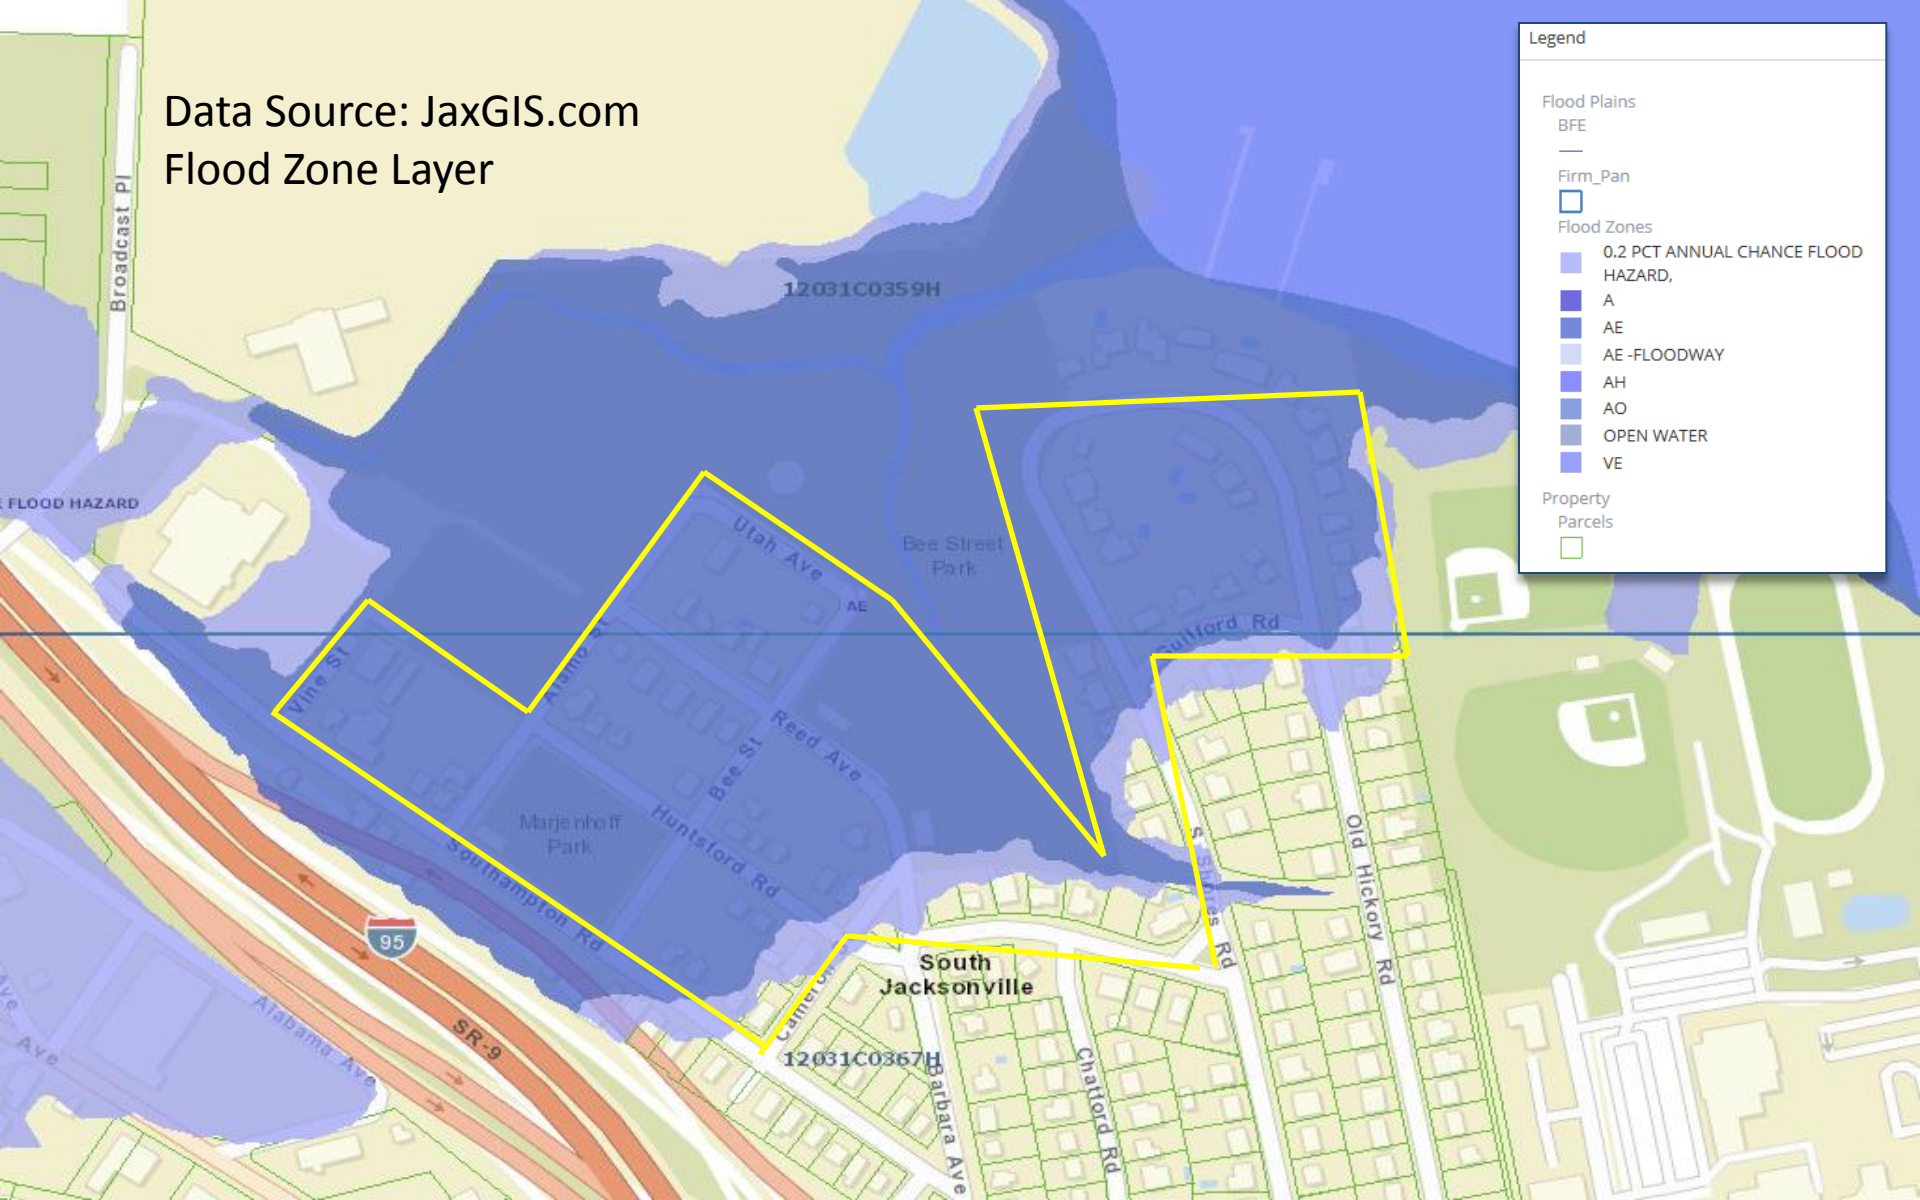 Data Source: JaxGIS.com
Flood Zone Layer
Legend
Flood Plains
BFE
Firm_Pan
Flood Zones
0.2 PCT ANNUAL CHANCE FLOOD
HAZARD,
A
AE
AE -FLOODWAY
AH
AO
OPEN WATER
VE
Property
Parcels
Broadcast Pl
12031C0359H
FLOOD HAZARD
Utah Ave
Bee Street
Park
AE
Guilford Rd
Vine St
Alamo St
Reed Ave
Bee St
Marjenhoff
Park
Huntsford Rd
Southampton Rd
S Shores Rd
Old Hickory Rd
95
SR-9
South
Jacksonville
Alabama Ave
Ave
Ave
12031C0367H
Barbara Ave
Chatford Rd